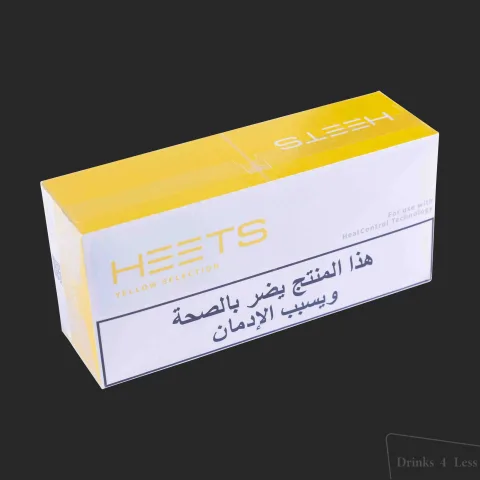 HEETS
HEETS
YELLOW SELECTION
For use with
HeatControl Technology
هذا المنتج يضر بالصحة
ويسبب الإدمان
Drinks 4 Less